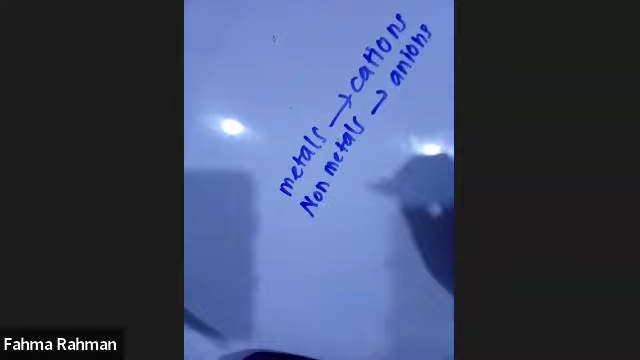 metals → cations
Non metals → anions
Fahma Rahman